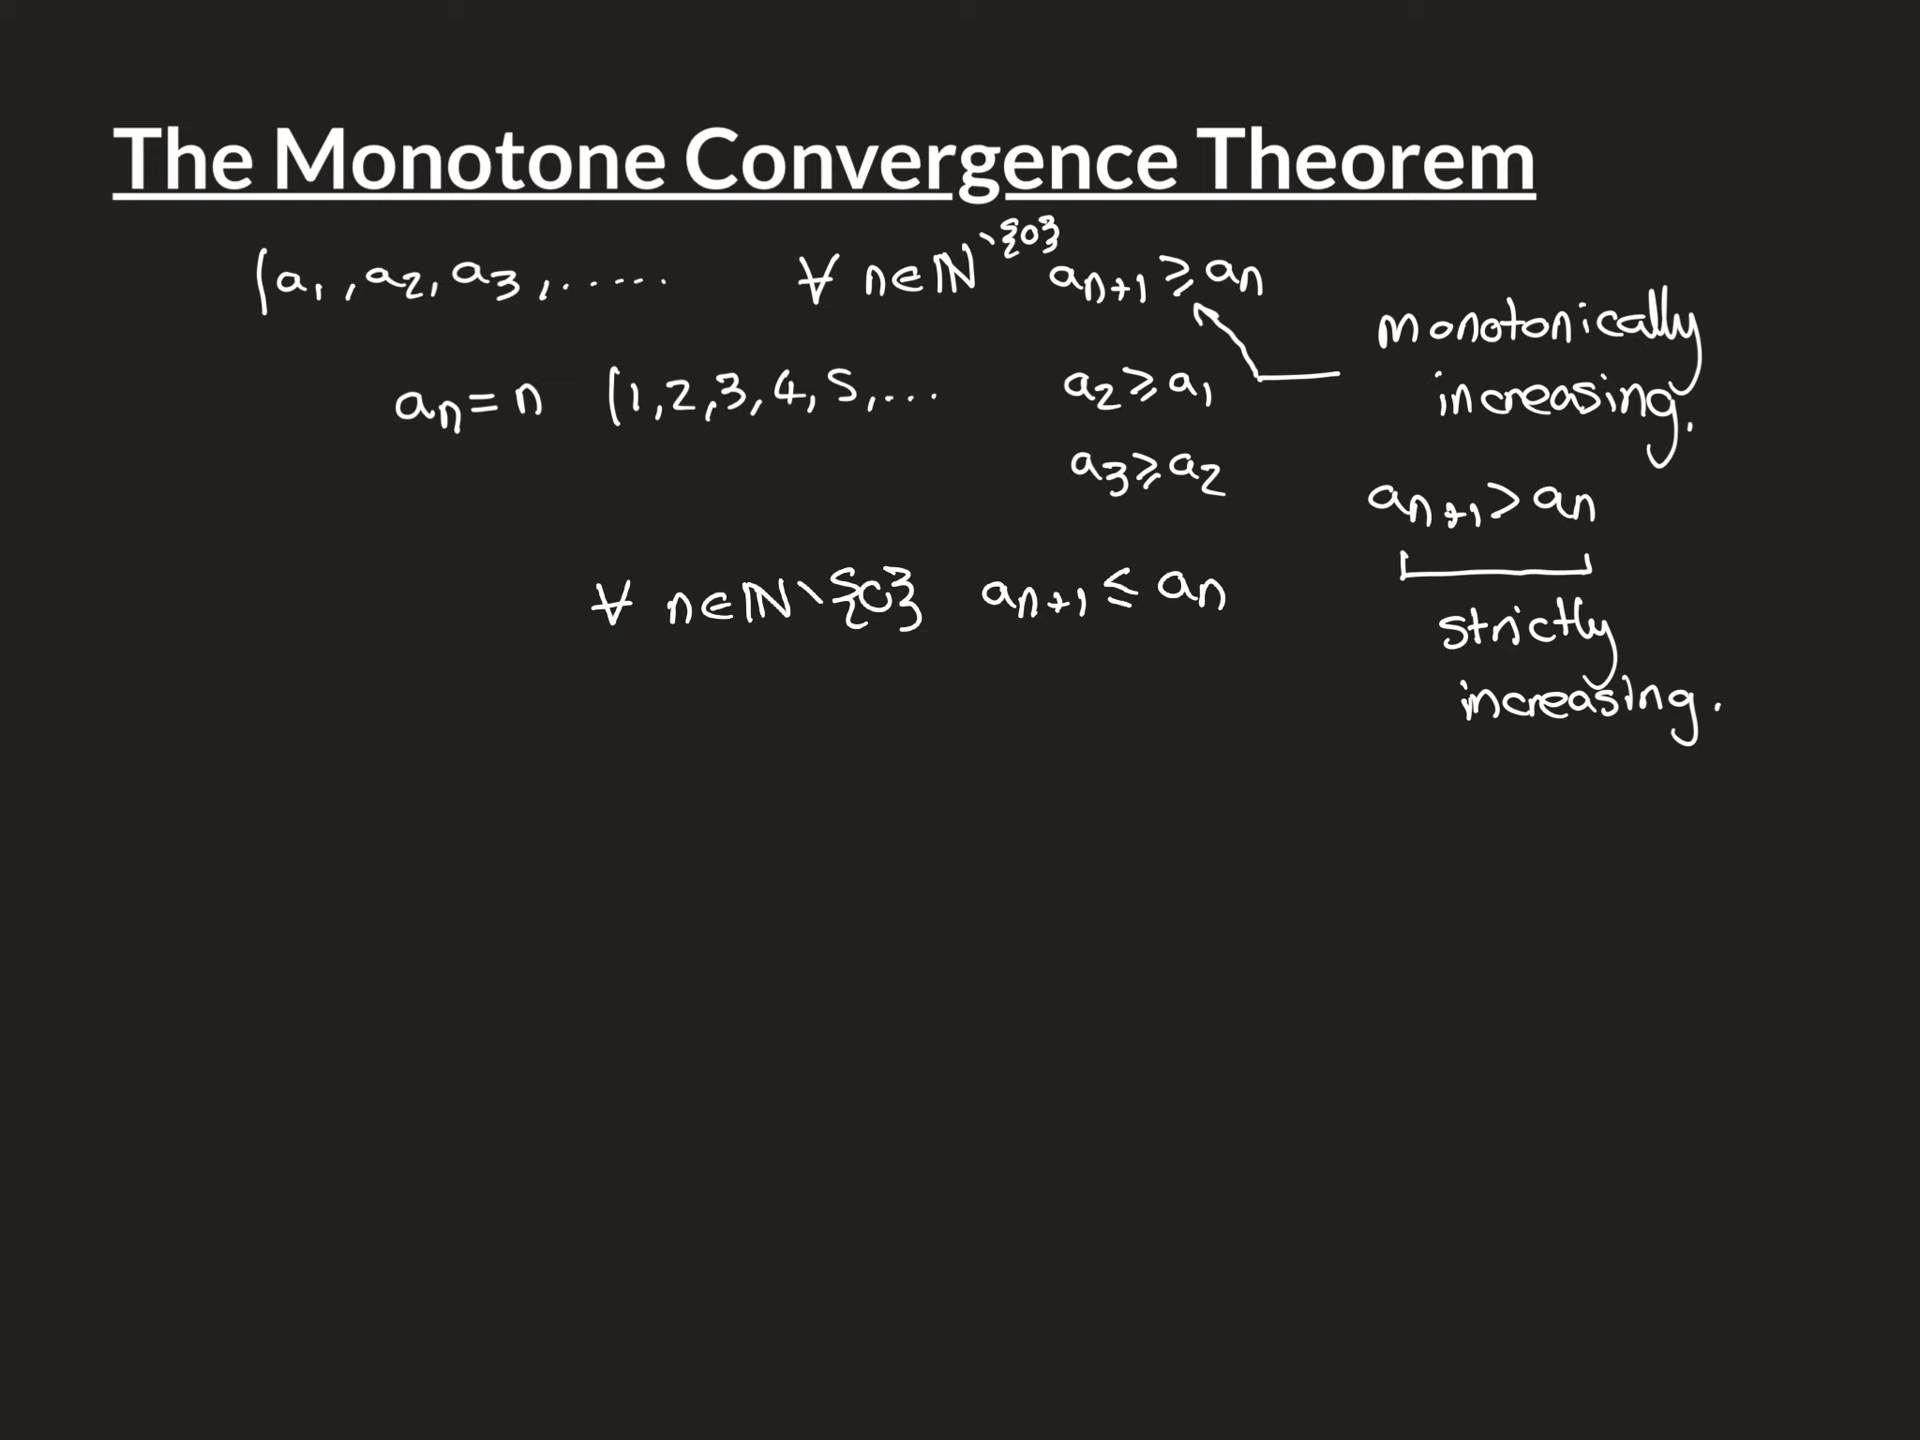 The Monotone Convergence Theorem
(a₁, a₂, a₃, ..... ∀ n∈ℕ\{0} aₙ₊₁ ⩾ aₙ
monotonically
increasing.
aₙ = n (1,2,3,4,5,... a₂ ⩾ a₁
a₃ ⩾ a₂
aₙ₊₁ > aₙ
strictly
increasing.
∀ n∈ℕ\{0} aₙ₊₁ ≤ aₙ